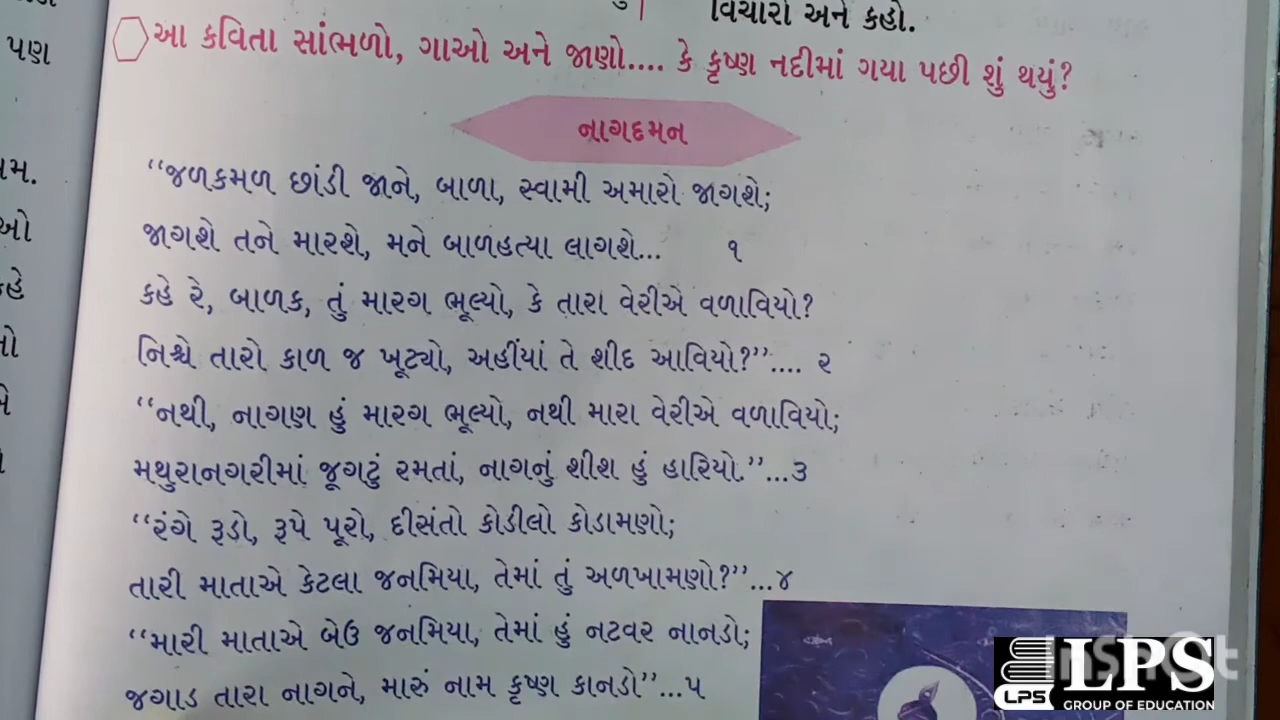 વિચારો અને કહો.
પણ
આ કવિતા સાંભળો, ગાઓ અને જાણો.... કે કૃષ્ણ નદીમાં ગયા પછી શું થયું?
નાગદમન
“જળકમળ છાંડી જાને, બાળા, સ્વામી અમારો જાગશે;
જાગશે તને મારશે, મને બાળહત્યા લાગશે... ૧
કહે રે, બાળક, તું મારગ ભૂલ્યો, કે તારા વેરીએ વળાવિયો?
નિશ્ચે તારો કાળ જ ખૂટ્યો, અહીંયાં તે શીદ આવિયો?”.... ૨
“નથી, નાગણ હું મારગ ભૂલ્યો, નથી મારા વેરીએ વળાવિયો;
મથુરાનગરીમાં જૂગટું રમતાં, નાગનું શીશ હું હારિયો.”...૩
“રંગે રૂડો, રૂપે પૂરો, દીસંતો કોડીલો કોડામણો;
તારી માતાએ કેટલા જનમિયા, તેમાં તું અળખામણો?”...૪
“મારી માતાએ બેઉ જનમિયા, તેમાં હું નટવર નાનડો;
જગાડ તારા નાગને, મારું નામ કૃષ્ણ કાનડો”...૫
InShot
LPS
LPS
GROUP OF EDUCATION